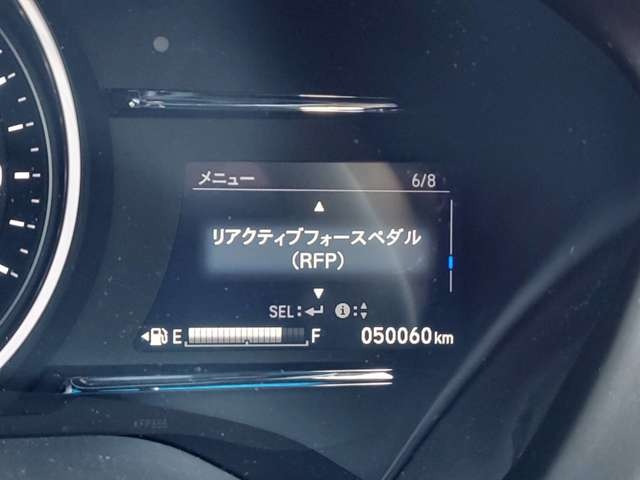 メニュー 6/8
リアクティブフォースペダル
(RFP)
SEL: i:
E F 050060km